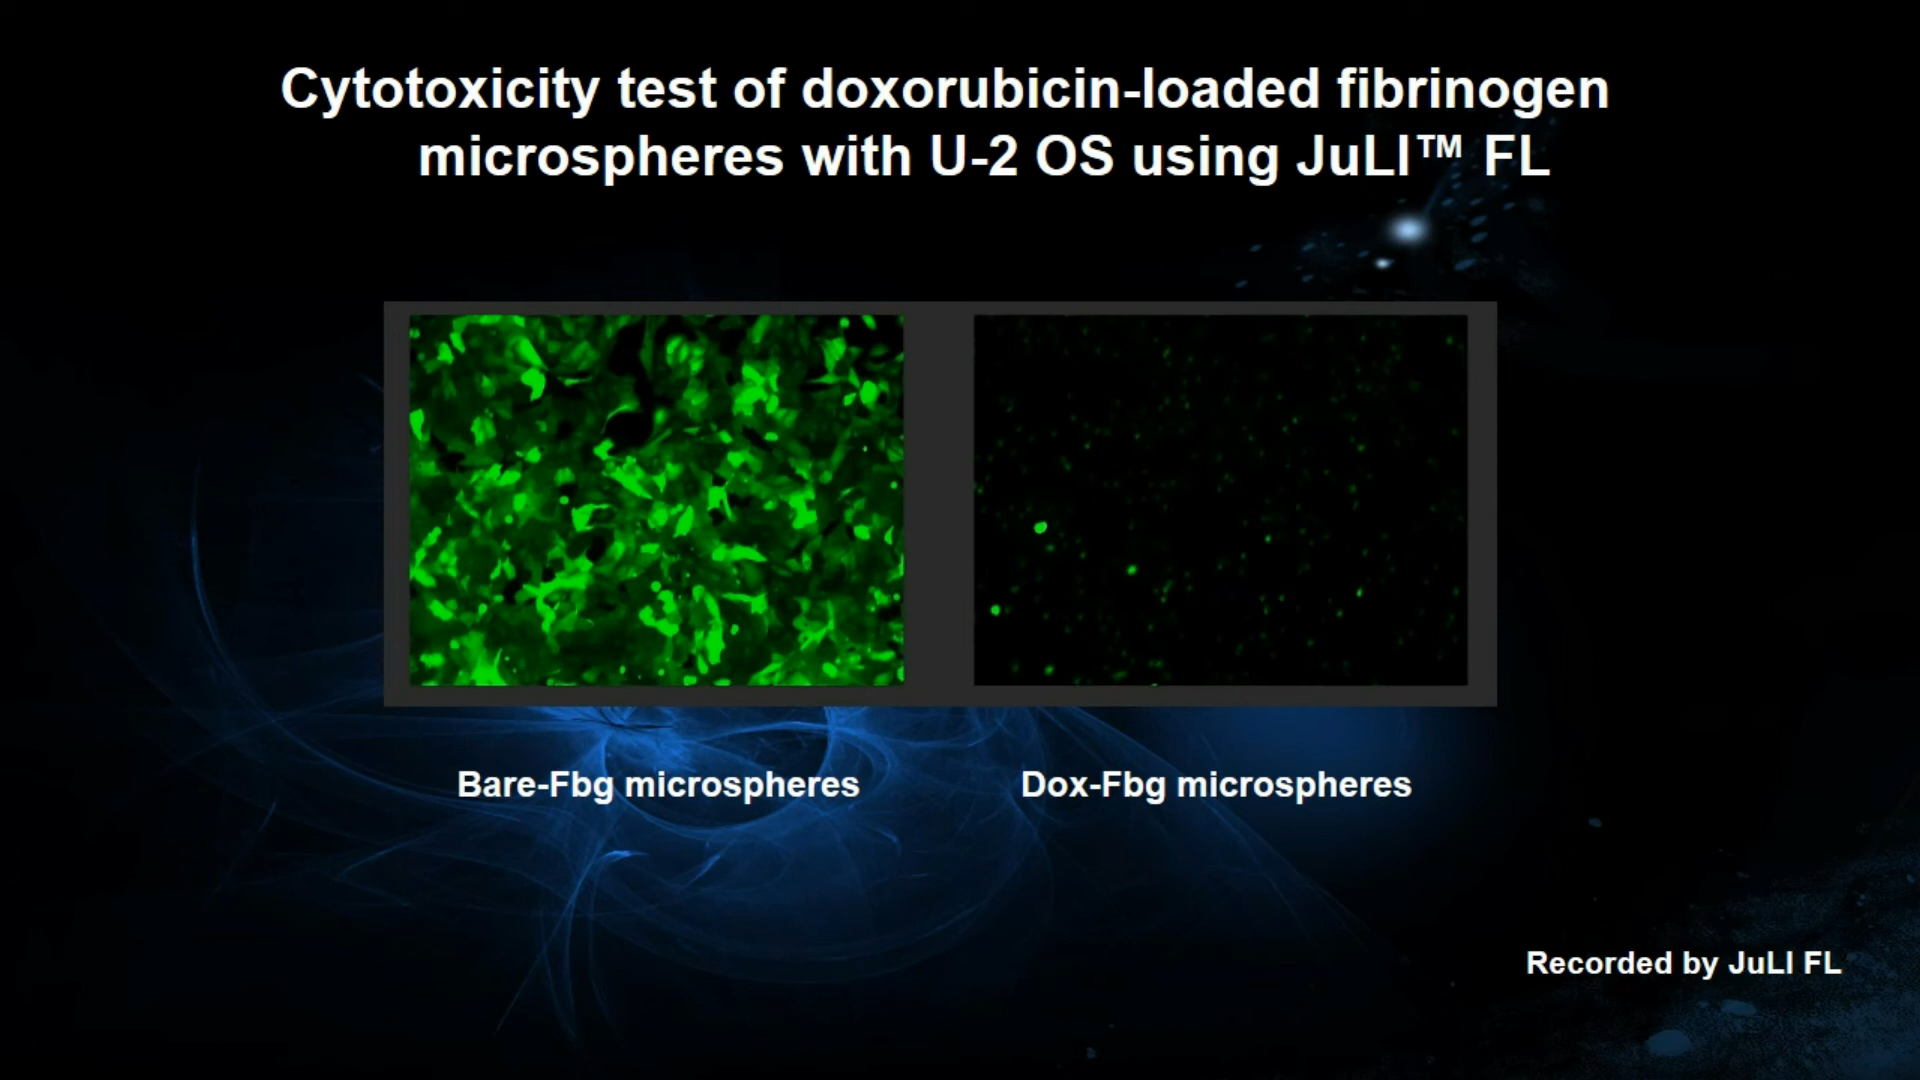 Cytotoxicity test of doxorubicin-loaded fibrinogen
microspheres with U-2 OS using JuLI™ FL
Bare-Fbg microspheres
Dox-Fbg microspheres
Recorded by JuLI FL